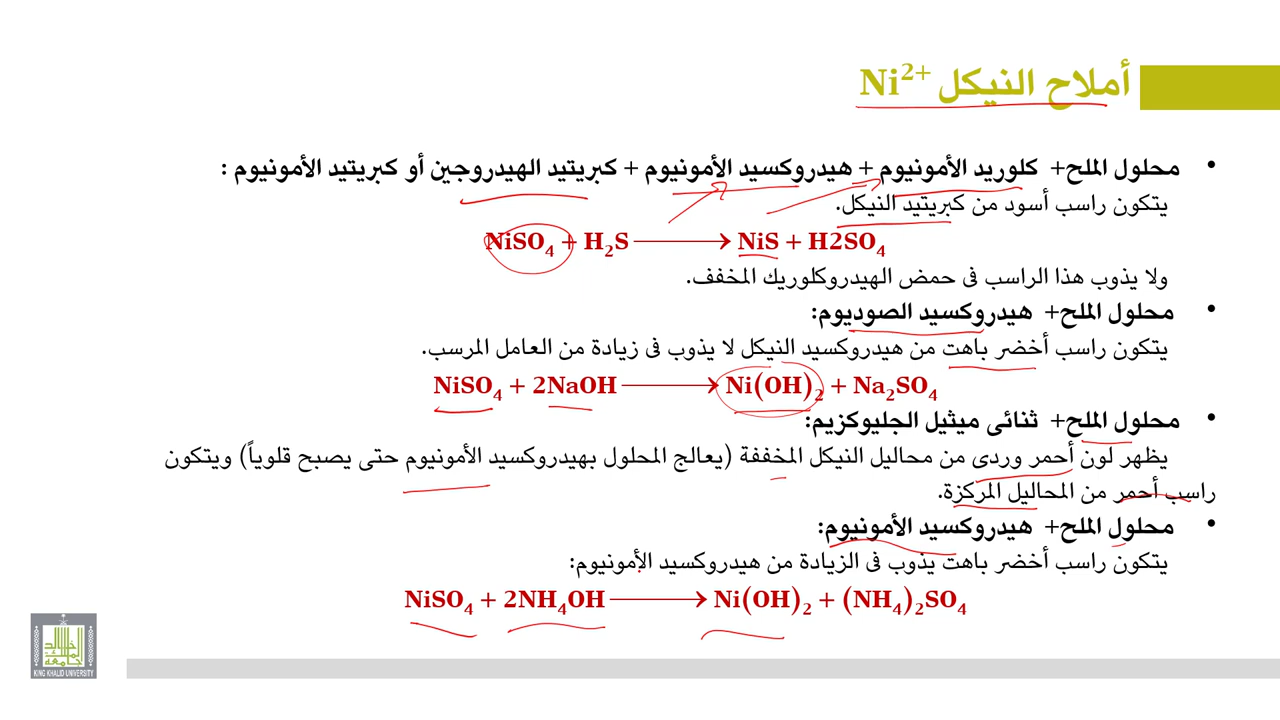 أملاح النيكل Ni2+
• محلول الملح+ كلوريد الأمونيوم + هيدروكسيد الأمونيوم + كبريتيد الهيدروجين أو كبريتيد الأمونيوم :
يتكون راسب أسود من كبريتيد النيكل.
NiSO4 + H2S ⟶ NiS + H2SO4
ولا يذوب هذا الراسب فى حمض الهيدروكلوريك المخفف.
• محلول الملح+ هيدروكسيد الصوديوم:
يتكون راسب أخضر باهت من هيدروكسيد النيكل لا يذوب فى زيادة من العامل المرسب.
NiSO4 + 2NaOH ⟶ Ni(OH)2 + Na2SO4
• محلول الملح+ ثنائى ميثيل الجليوكزيم:
يظهر لون أحمر وردى من محاليل النيكل المخففة (يعالج المحلول بهيدروكسيد الأمونيوم حتى يصبح قلوياً) ويتكون
راسب أحمر من المحاليل المركزة.
• محلول الملح+ هيدروكسيد الأمونيوم:
يتكون راسب أخضر باهت يذوب فى الزيادة من هيدروكسيد الأمونيوم:
NiSO4 + 2NH4OH ⟶ Ni(OH)2 + (NH4)2SO4
جامعة الملك خالد
KING KHALID UNIVERSITY